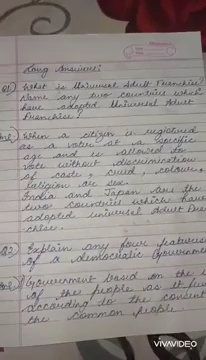 Long Answers:
Q1) What is Universal Adult Franchise?
Name any two countries which
have adopted Universal Adult
Franchise?
When a citizen is registered
as a voter at a specific
age and is allowed to
vote without discrimination
of caste, creed, colour,
religion or sex.
India and Japan are the
two countries which have
adopted universal Adult Fran
chise.
Q2 Explain any four features
of a democratic Government
Government based on the
of the people as it
according to the consent
the common people
VIVAVIDEO